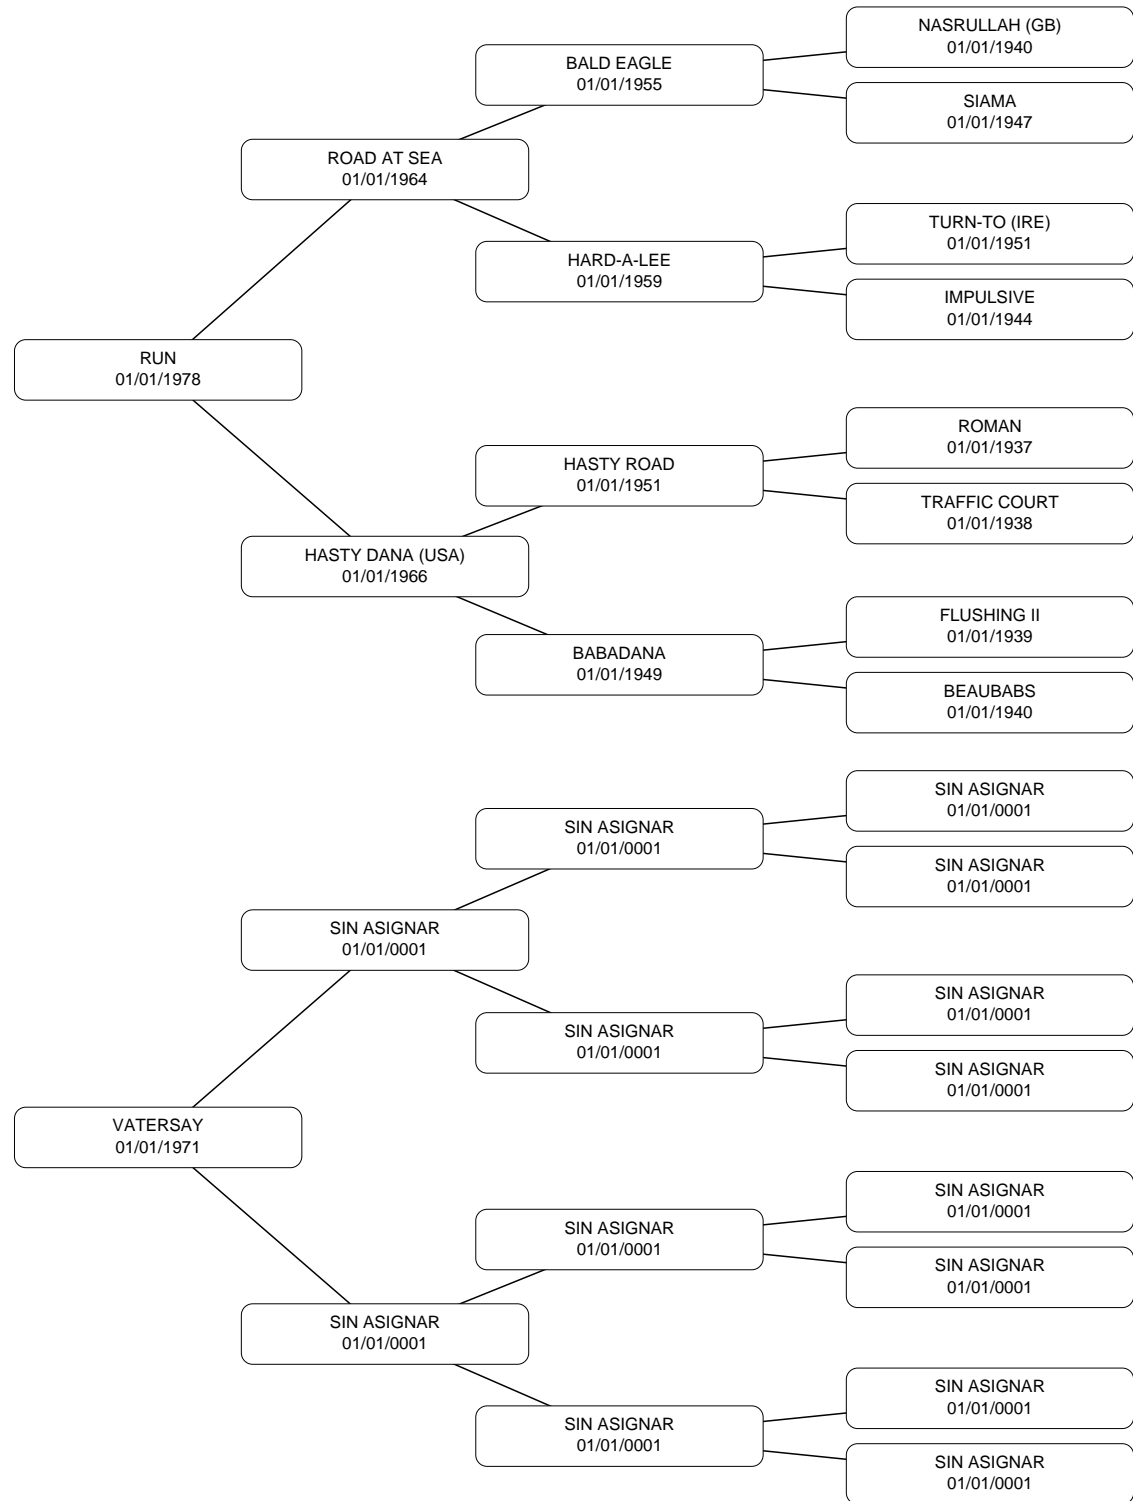 NASRULLAH (GB)
01/01/1940
BALD EAGLE
01/01/1955
SIAMA
01/01/1947
ROAD AT SEA
01/01/1964
TURN-TO (IRE)
01/01/1951
HARD-A-LEE
01/01/1959
IMPULSIVE
01/01/1944
RUN
01/01/1978
ROMAN
01/01/1937
HASTY ROAD
01/01/1951
TRAFFIC COURT
01/01/1938
HASTY DANA (USA)
01/01/1966
FLUSHING II
01/01/1939
BABADANA
01/01/1949
BEAUBABS
01/01/1940
SIN ASIGNAR
01/01/0001
SIN ASIGNAR
01/01/0001
SIN ASIGNAR
01/01/0001
SIN ASIGNAR
01/01/0001
SIN ASIGNAR
01/01/0001
SIN ASIGNAR
01/01/0001
SIN ASIGNAR
01/01/0001
VATERSAY
01/01/1971
SIN ASIGNAR
01/01/0001
SIN ASIGNAR
01/01/0001
SIN ASIGNAR
01/01/0001
SIN ASIGNAR
01/01/0001
SIN ASIGNAR
01/01/0001
SIN ASIGNAR
01/01/0001
SIN ASIGNAR
01/01/0001